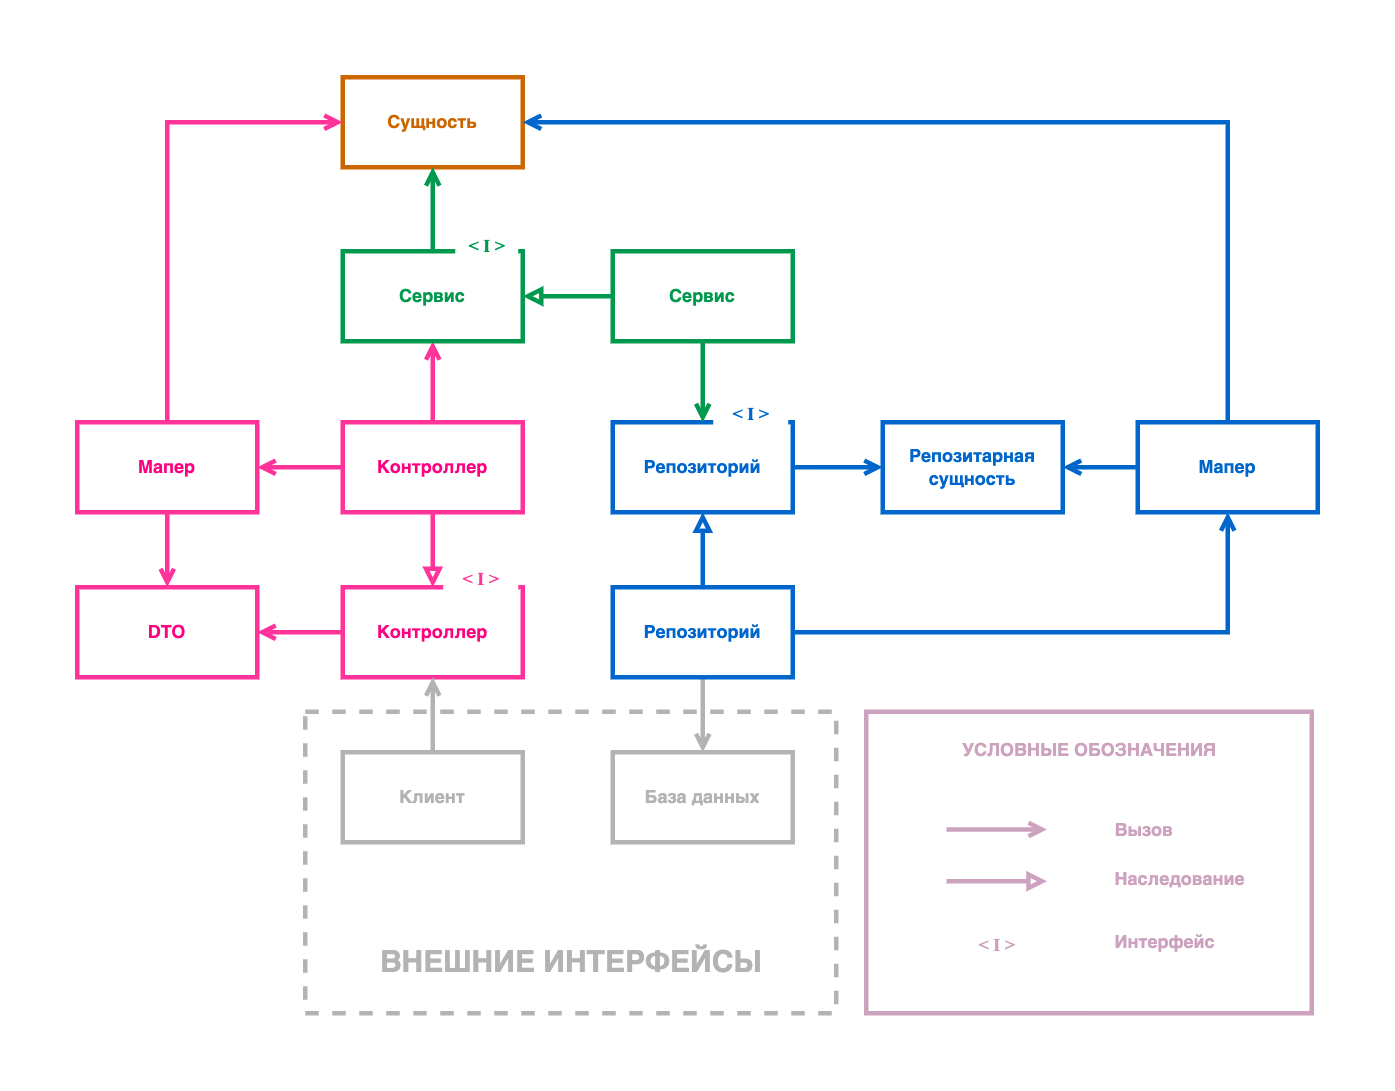 Сущность
<I>
Сервис
Сервис
<I>
Мапер
Контроллер
Репозиторий
Репозитарная
сущность
Мапер
<I>
DTO
Контроллер
Репозиторий
Клиент
База данных
ВНЕШНИЕ ИНТЕРФЕЙСЫ
УСЛОВНЫЕ ОБОЗНАЧЕНИЯ
Вызов
Наследование
<I>
Интерфейс